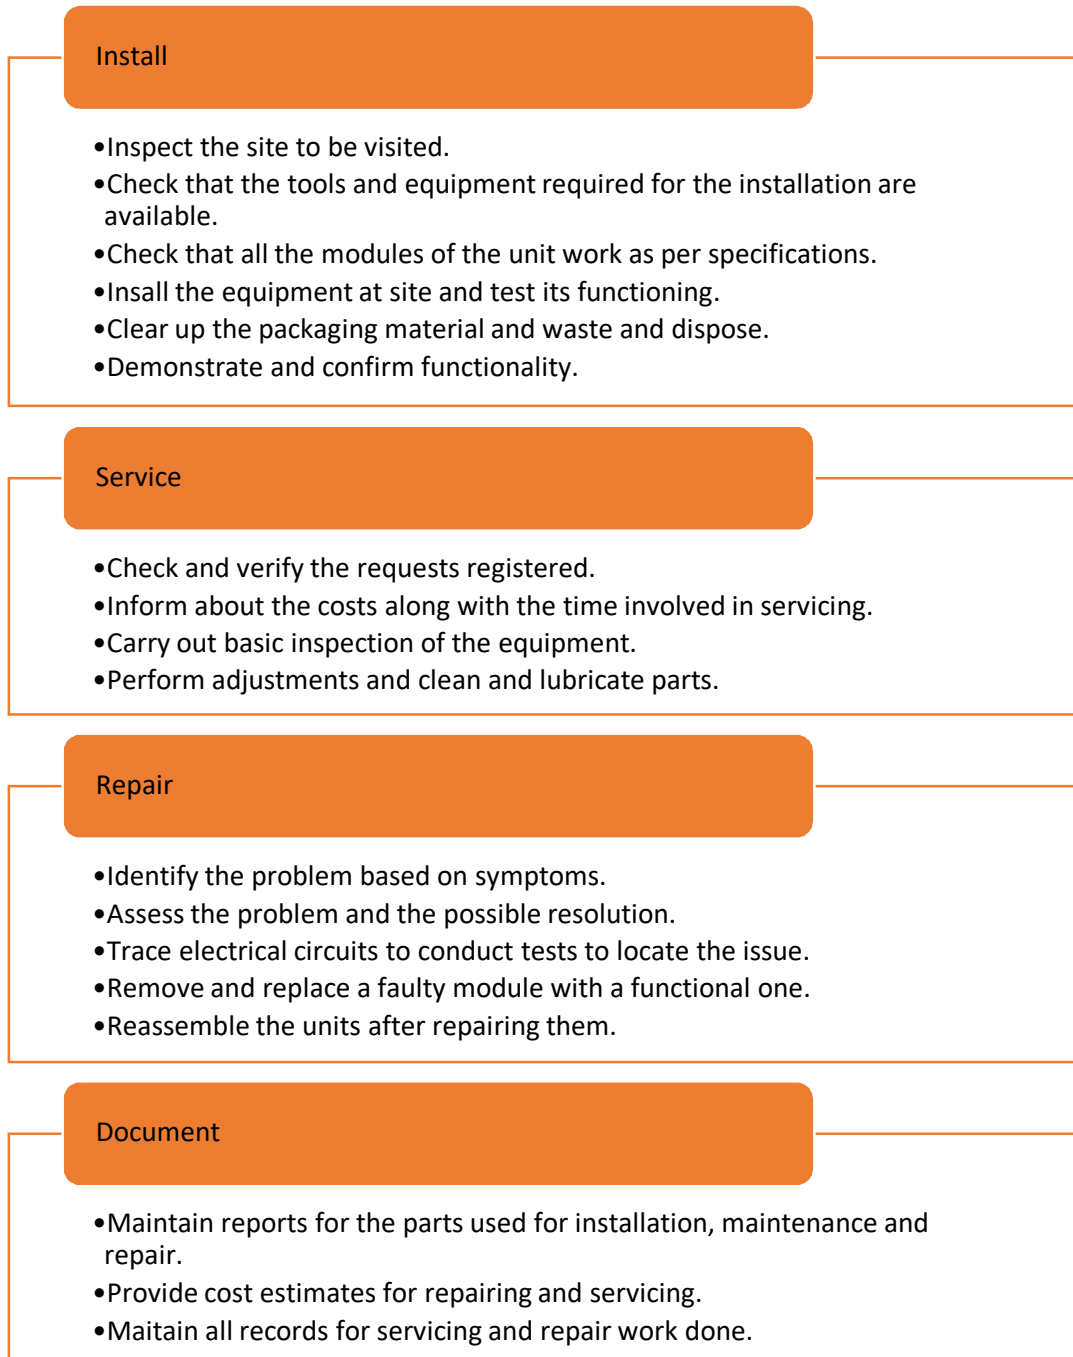 Install
•Inspect the site to be visited.
•Check that the tools and equipment required for the installation are
available.
•Check that all the modules of the unit work as per specifications.
•Insall the equipment at site and test its functioning.
•Clear up the packaging material and waste and dispose.
•Demonstrate and confirm functionality.
Service
•Check and verify the requests registered.
•Inform about the costs along with the time involved in servicing.
•Carry out basic inspection of the equipment.
•Perform adjustments and clean and lubricate parts.
Repair
•Identify the problem based on symptoms.
•Assess the problem and the possible resolution.
•Trace electrical circuits to conduct tests to locate the issue.
•Remove and replace a faulty module with a functional one.
•Reassemble the units after repairing them.
Document
•Maintain reports for the parts used for installation, maintenance and
repair.
•Provide cost estimates for repairing and servicing.
•Maitain all records for servicing and repair work done.